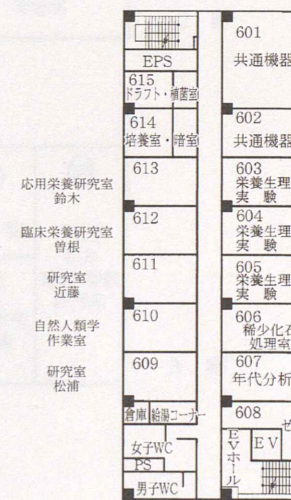 EPS
615
ドラフト・植菌室
614
培養室・暗室
613
応用栄養研究室
鈴木
612
臨床栄養研究室
曽根
611
研究室
近藤
610
自然人類学
作業室
609
研究室
松浦
倉庫 給湯コーナー
女子WC
PS
男子WC
601
共通機器
602
共通機器
603
栄養生理
実 験
604
栄養生理
実 験
605
栄養生理
実 験
606
稀少化石
処理室
607
年代分析
608
ゼ
EVホール
EV